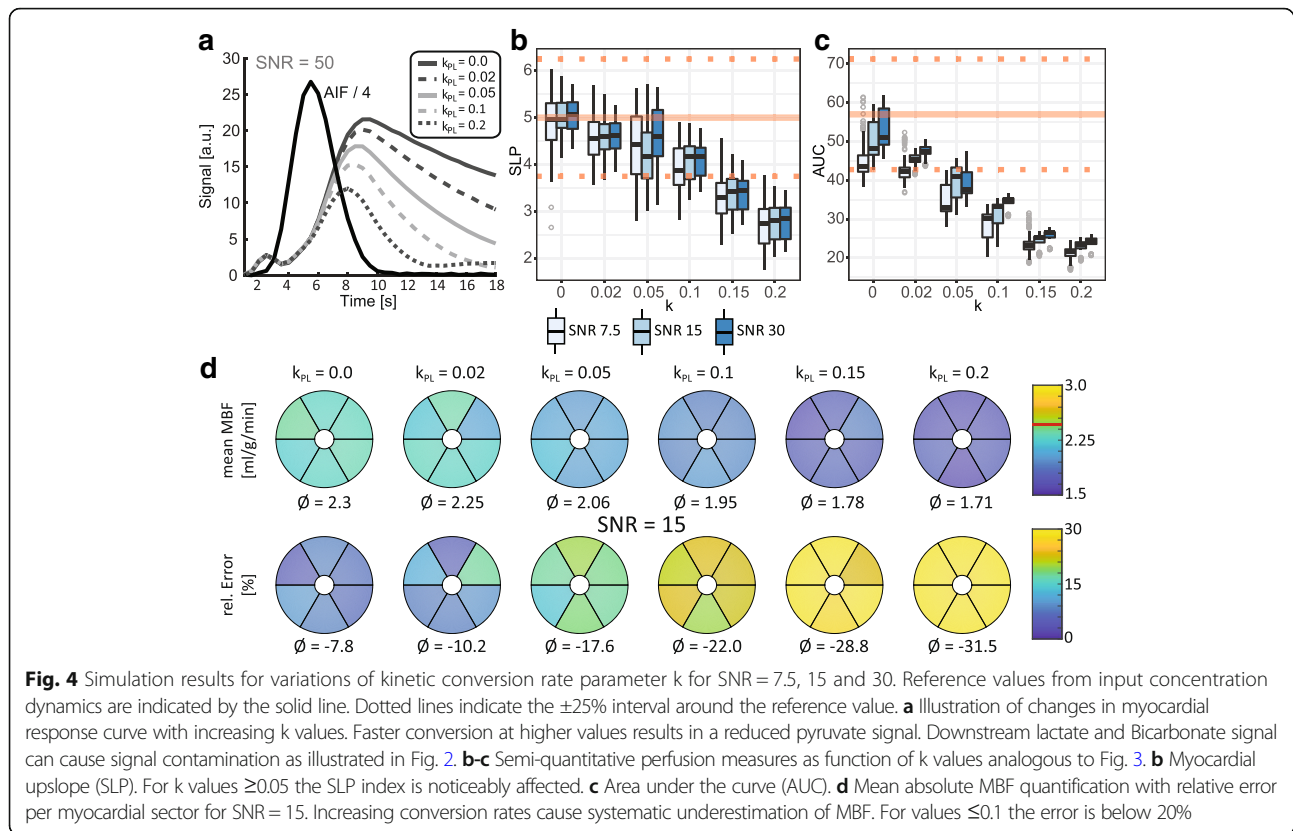 a
SNR = 50
Signal [a.u.]
30
25
20
15
10
5
0
AIF / 4
k_PL = 0.0
k_PL = 0.02
k_PL = 0.05
k_PL = 0.1
k_PL = 0.2
2 4 6 8 10 12 14 16 18
Time [s]
b
SLP
6
5
4
3
2
0 0.02 0.05 0.1 0.15 0.2
k
c
AUC
70
60
50
40
30
20
0 0.02 0.05 0.1 0.15 0.2
k
SNR 7.5 SNR 15 SNR 30
d
k_PL = 0.0 k_PL = 0.02 k_PL = 0.05 k_PL = 0.1 k_PL = 0.15 k_PL = 0.2
mean MBF
[ml/g/min]
3.0
2.25
1.5
Ø = 2.3 Ø = 2.25 Ø = 2.06 Ø = 1.95 Ø = 1.78 Ø = 1.71
SNR = 15
rel. Error
[%]
30
15
0
Ø = -7.8 Ø = -10.2 Ø = -17.6 Ø = -22.0 Ø = -28.8 Ø = -31.5
Fig. 4 Simulation results for variations of kinetic conversion rate parameter k for SNR = 7.5, 15 and 30. Reference values from input concentration
dynamics are indicated by the solid line. Dotted lines indicate the ±25% interval around the reference value. a Illustration of changes in myocardial
response curve with increasing k values. Faster conversion at higher values results in a reduced pyruvate signal. Downstream lactate and Bicarbonate signal
can cause signal contamination as illustrated in Fig. 2. b-c Semi-quantitative perfusion measures as function of k values analogous to Fig. 3. b Myocardial
upslope (SLP). For k values ≥0.05 the SLP index is noticeably affected. c Area under the curve (AUC). d Mean absolute MBF quantification with relative error
per myocardial sector for SNR = 15. Increasing conversion rates cause systematic underestimation of MBF. For values ≤0.1 the error is below 20%